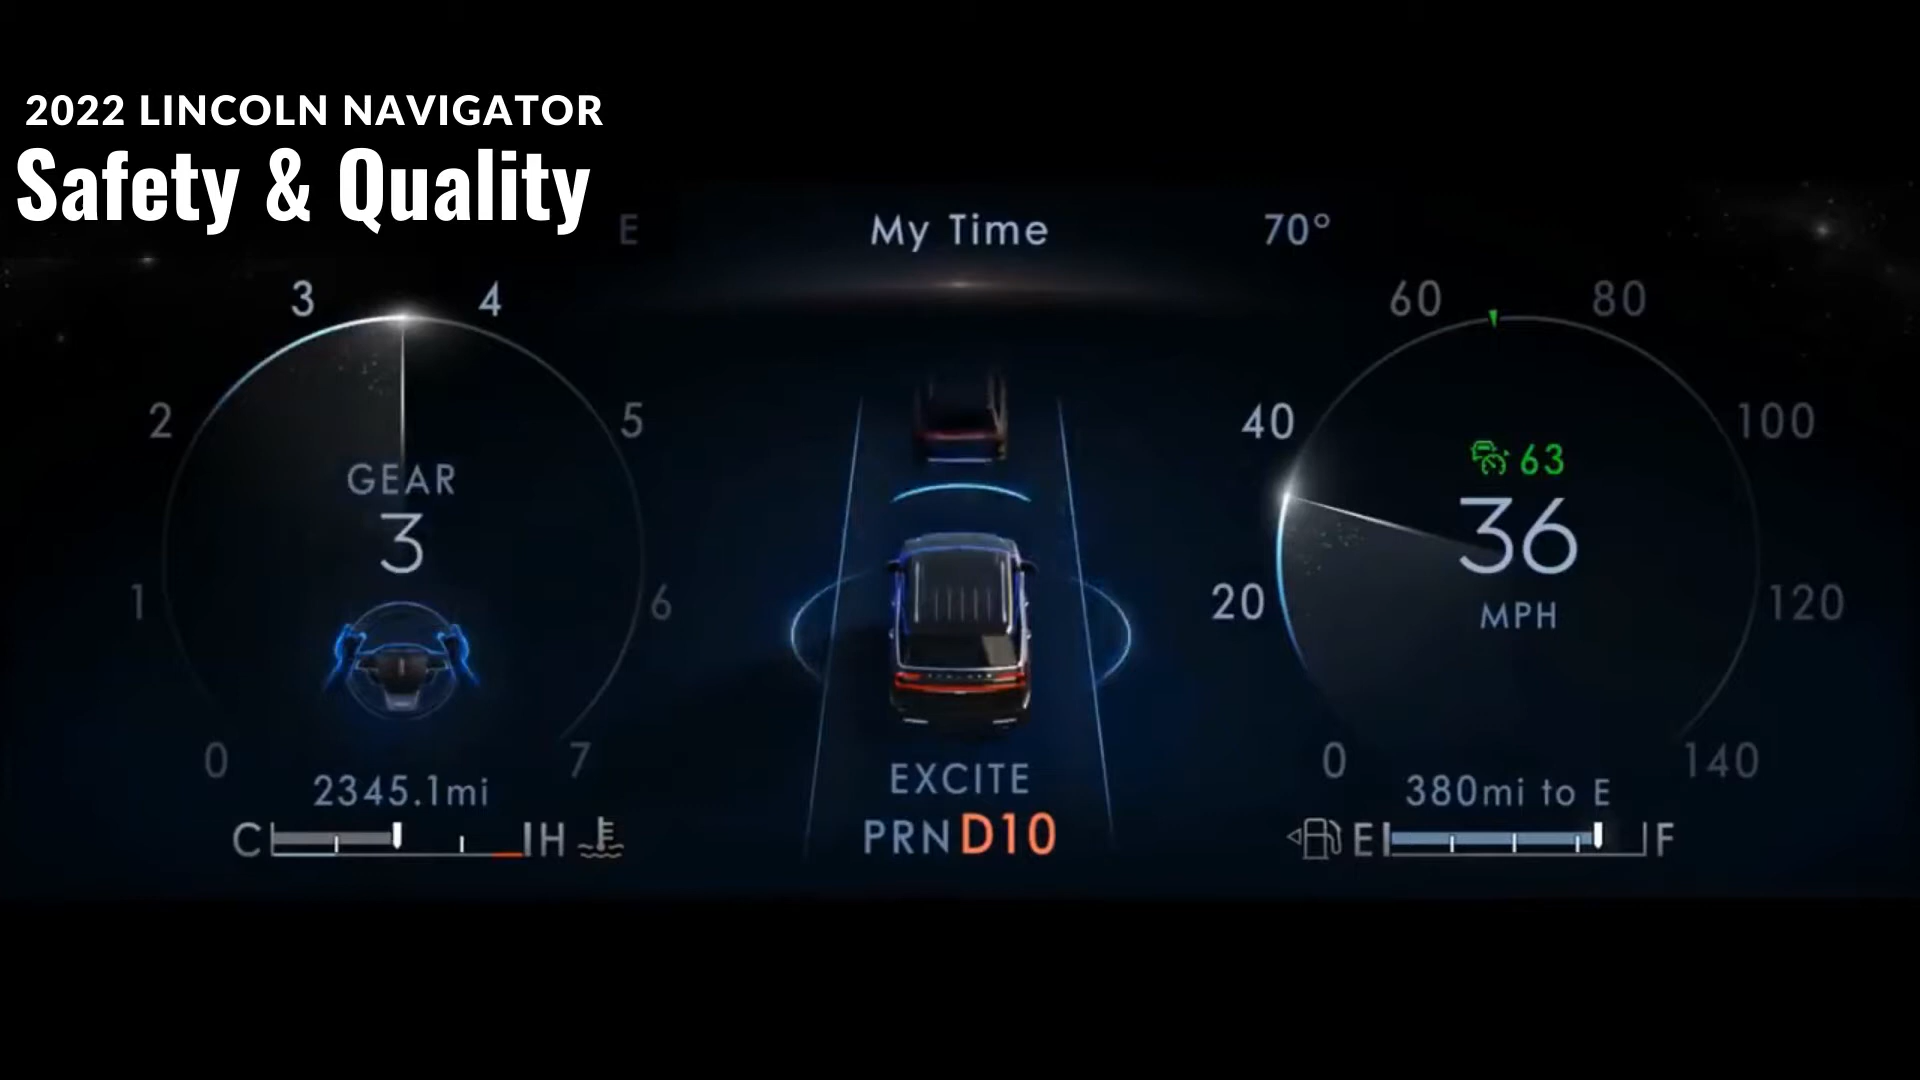 2022 LINCOLN NAVIGATOR
Safety & Quality
E
My Time
70°
3
4
2
5
1
6
0
7
GEAR
3
2345.1mi
C
H
EXCITE
PRND10
60
80
40
100
20
120
0
140
63
36
MPH
380mi to E
E
F